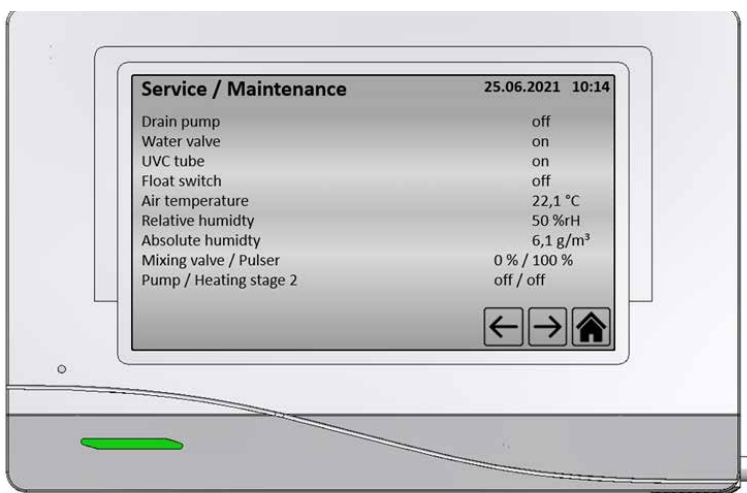 Service / Maintenance 25.06.2021 10:14
Drain pump off
Water valve on
UVC tube on
Float switch off
Air temperature 22,1 °C
Relative humidty 50 %rH
Absolute humidty 6,1 g/m³
Mixing valve / Pulser 0 % / 100 %
Pump / Heating stage 2 off / off